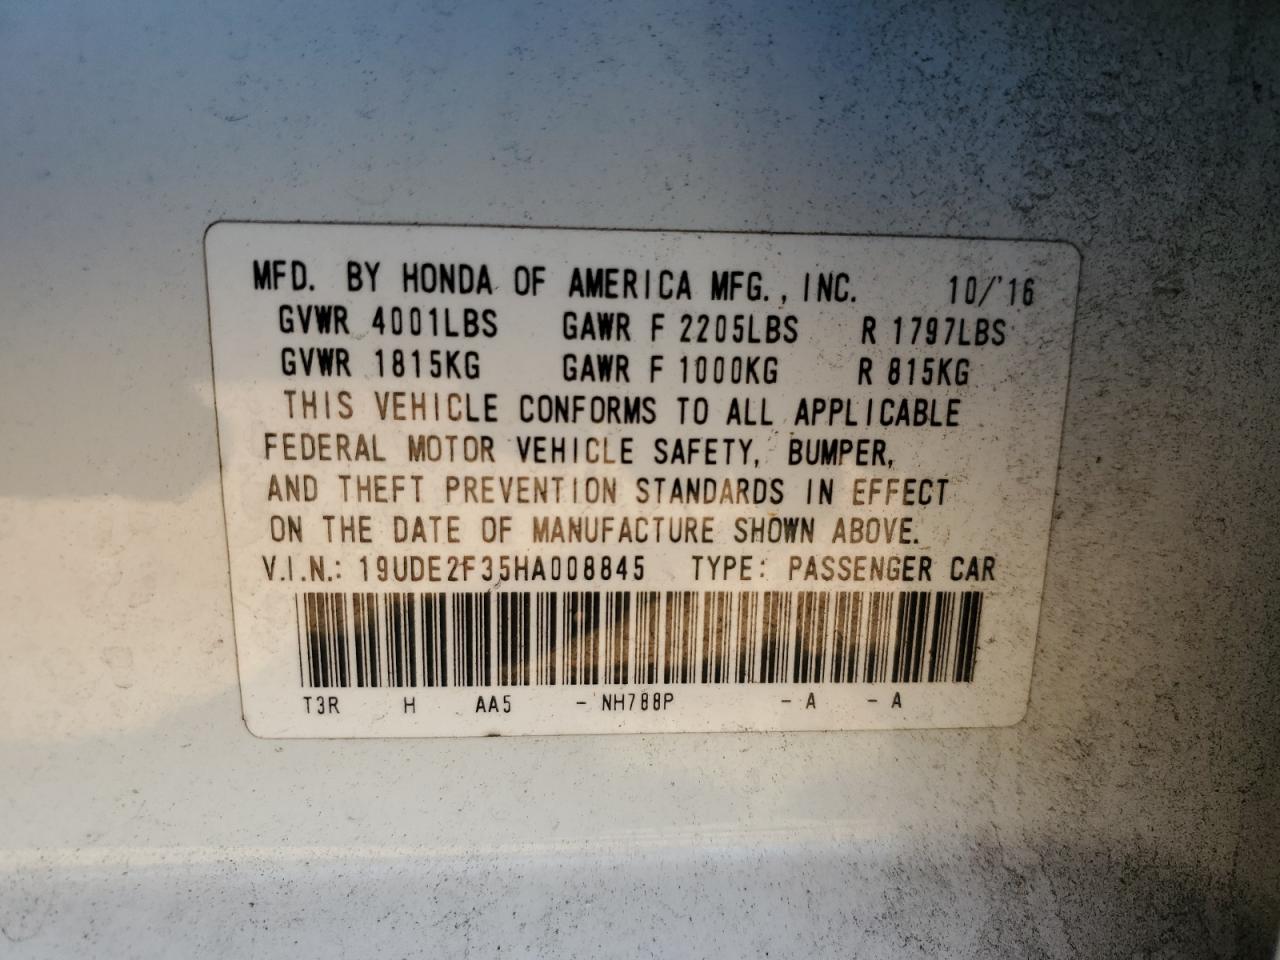 MFD. BY HONDA OF AMERICA MFG., INC. 10/'16
GVWR 4001LBS GAWR F 2205LBS R 1797LBS
GVWR 1815KG GAWR F 1000KG R 815KG
THIS VEHICLE CONFORMS TO ALL APPLICABLE
FEDERAL MOTOR VEHICLE SAFETY, BUMPER,
AND THEFT PREVENTION STANDARDS IN EFFECT
ON THE DATE OF MANUFACTURE SHOWN ABOVE.
V.I.N.: 19UDE2F35HA008845 TYPE: PASSENGER CAR
T3R H AA5 - NH788P - A - A